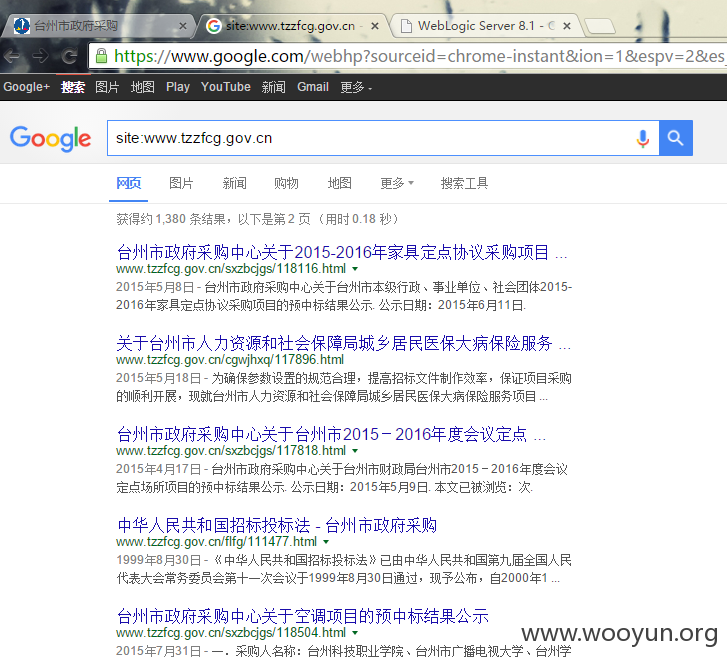 台州市政府采购
site:www.tzzfcg.gov.cn -
WebLogic Server 8.1 -
https://www.google.com/webhp?sourceid=chrome-instant&ion=1&espv=2&es_
Google+ 搜索 图片 地图 Play YouTube 新闻 Gmail 更多
Google
site:www.tzzfcg.gov.cn
网页 图片 新闻 购物 地图 更多 搜索工具
获得约 1,380 条结果，以下是第 2 页 （用时 0.18 秒）
台州市政府采购中心关于2015-2016年家具定点协议采购项目 ...
www.tzzfcg.gov.cn/sxzbcjgs/118116.html
2015年5月8日 - 台州市政府采购中心关于台州市本级行政、事业单位、社会团体2015-
2016年家具定点协议采购项目的预中标结果公示. 公示日期：2015年6月11日.
关于台州市人力资源和社会保障局城乡居民医保大病保险服务 ...
www.tzzfcg.gov.cn/cgwjhxq/117896.html
2015年5月18日 - 为确保参数设置的规范合理，提高招标文件制作效率，保证项目采购
的顺利开展，现就台州市人力资源和社会保障局城乡居民医保大病保险服务项目 ...
台州市政府采购中心关于台州市2015－2016年度会议定点 ...
www.tzzfcg.gov.cn/sxzbcjgs/117818.html
2015年4月17日 - 台州市政府采购中心关于台州市财政局台州市2015－2016年度会议
定点场所项目的预中标结果公示. 公示日期：2015年5月9日. 本文已被浏览：次.
中华人民共和国招标投标法 - 台州市政府采购
www.tzzfcg.gov.cn/flfg/111477.html
1999年8月30日 - 《中华人民共和国招标投标法》已由中华人民共和国第九届全国人民
代表大会常务委员会第十一次会议于1999年8月30日通过，现予公布，自2000年1 ...
台州市政府采购中心关于空调项目的预中标结果公示
www.tzzfcg.gov.cn/sxzbcjgs/118504.html
2015年7月31日 - 一．采购人名称：台州科技职业学院、台州市广播电视大学、台州学
www.wooyun.org